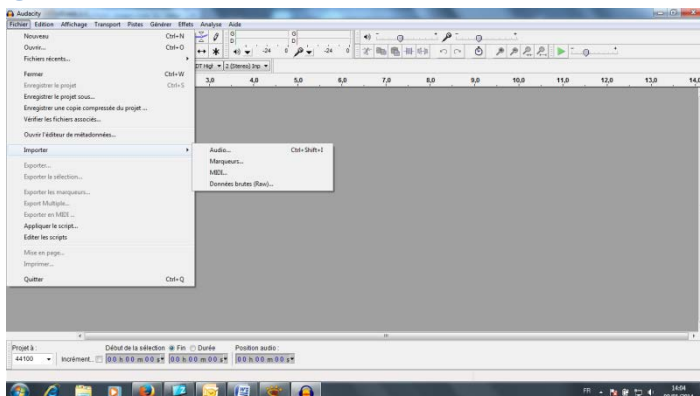 Audacity
Fichier Edition Affichage Transport Pistes Générer Effets Analyse Aide
Nouveau Ctrl+N
Ouvrir... Ctrl+O
Fichiers récents...
Fermer Ctrl+W
Enregistrer le projet Ctrl+S
Enregistrer le projet sous...
Enregistrer une copie compressée du projet ...
Vérifier les fichiers associés...
Ouvrir l'éditeur de métadonnées...
Importer
Audio... Ctrl+Shift+I
Marqueurs...
MIDI...
Données brutes (Raw)...
Exporter...
Exporter la sélection...
Exporter les marqueurs...
Export Multiple...
Exporter en MIDI ...
Appliquer le script...
Editer les scripts
Mise en page...
Imprimer...
Quitter Ctrl+Q
-24 0 -24 0
2 (Stereo) Inp
3,0 4,0 5,0 6,0 7,0 8,0 9,0 10,0 11,0 12,0 13,0 14,0
Projet à : Début de la sélection Fin Durée Position audio :
44100 Incrément... 00 h 00 m 00 s 00 h 00 m 00 s 00 h 00 m 00 s
FR 14:04